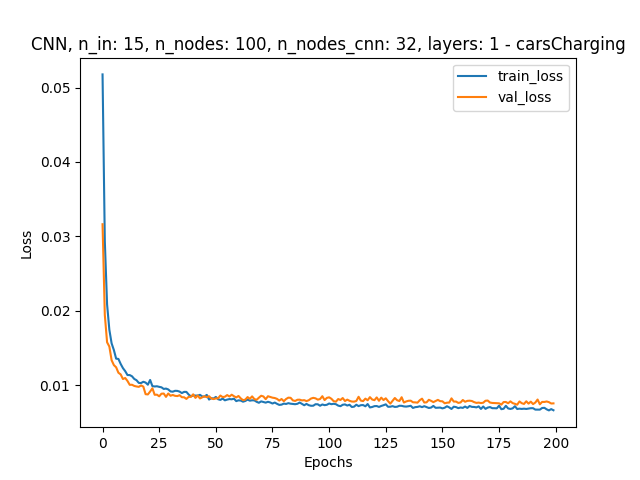 CNN, n_in: 15, n_nodes: 100, n_nodes_cnn: 32, layers: 1 - carsCharging
train_loss
val_loss
0.05
0.04
0.03
0.02
0.01
Loss
0
25
50
75
100
125
150
175
200
Epochs